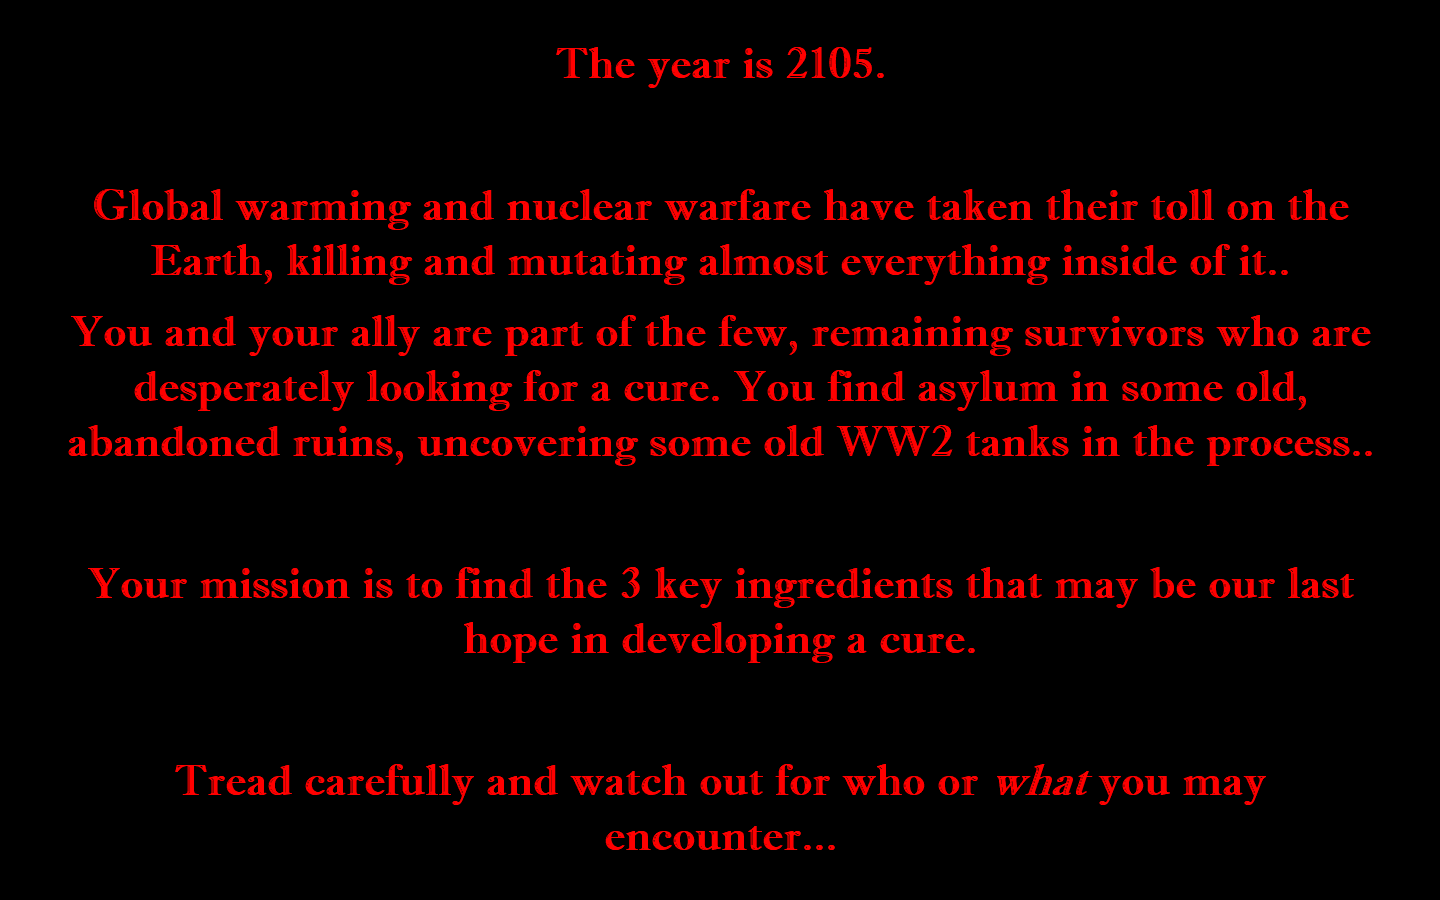 The year is 2105.
Global warming and nuclear warfare have taken their toll on the
Earth, killing and mutating almost everything inside of it..
You and your ally are part of the few, remaining survivors who are
desperately looking for a cure. You find asylum in some old,
abandoned ruins, uncovering some old WW2 tanks in the process..
Your mission is to find the 3 key ingredients that may be our last
hope in developing a cure.
Tread carefully and watch out for who or what you may
encounter...